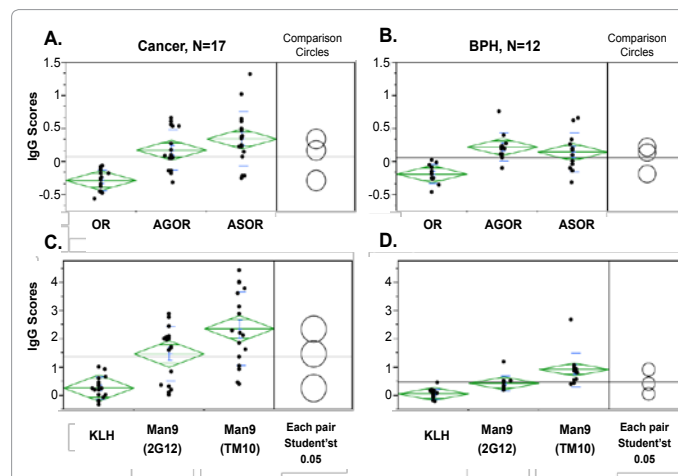 A.
Cancer, N=17
Comparison
Circles
B.
BPH, N=12
Comparison
Circles
IgG Scores
1.5
1
0.5
0
-0.5
1.5
1
0.5
0
-0.5
OR
AGOR
ASOR
OR
AGOR
ASOR
C.
D.
IgG Scores
4
3
2
1
0
4
3
2
1
0
KLH
Man9
(2G12)
Man9
(TM10)
Each pair
Student'st
0.05
KLH
Man9
(2G12)
Man9
(TM10)
Each pair
Student'st
0.05